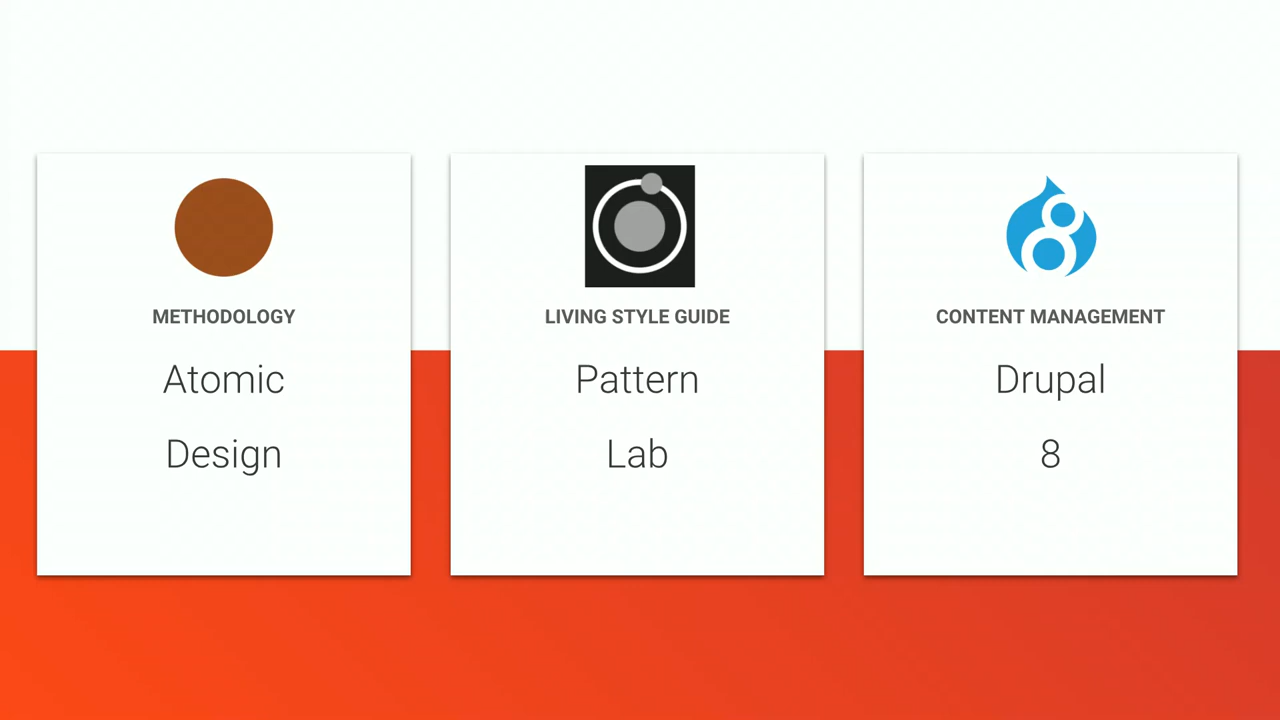 METHODOLOGY
Atomic
Design
LIVING STYLE GUIDE
Pattern
Lab
CONTENT MANAGEMENT
Drupal
8